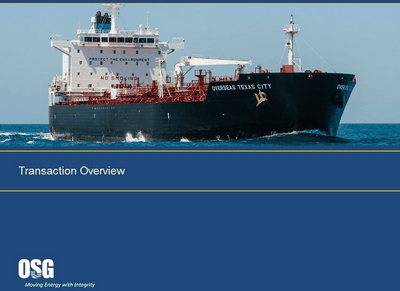 PROTECT THE ENVIRONMENT
NO SMOKING
OVERSEAS TEXAS CITY
Transaction Overview
OSG
Moving Energy with Integrity